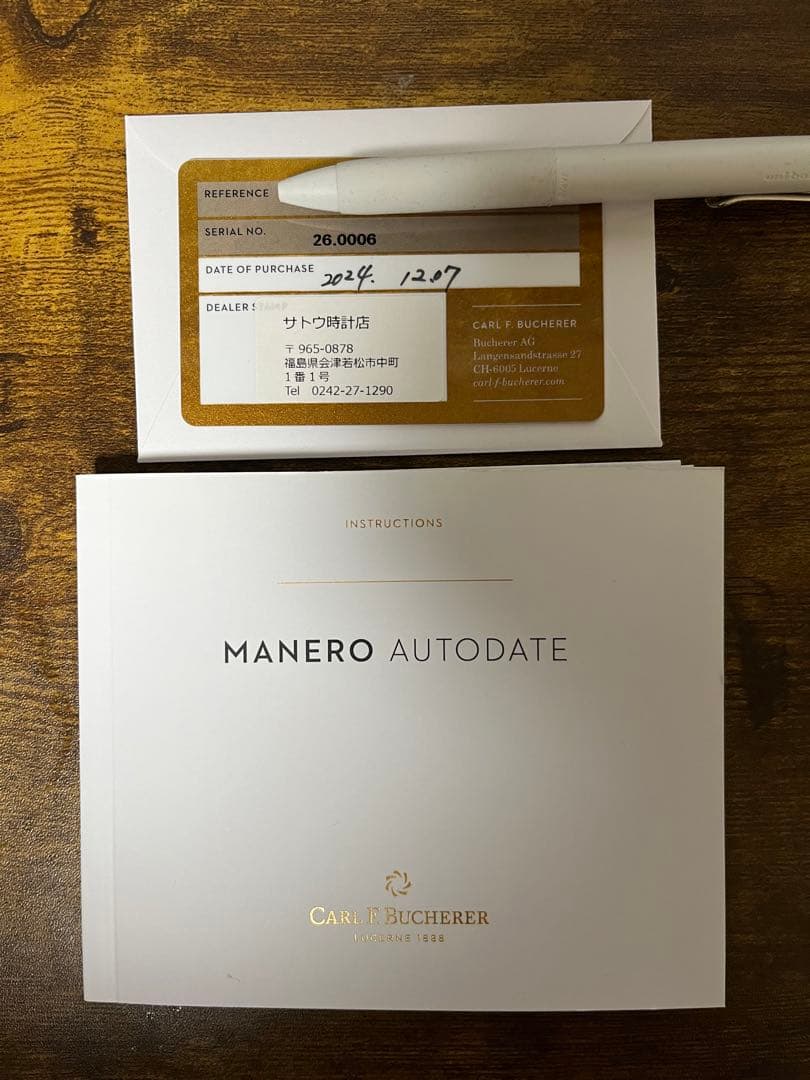 REFERENCE
SERIAL NO.
26.0006
DATE OF PURCHASE
2024. 12.07
DEALER
サトウ時計店
〒965-0878
福島県会津若松市中町
1番1号
Tel 0242-27-1290
CARL F. BUCHERER
Bucherer AG
Langensandstrasse 27
CH-6005 Lucerne
carl-f-bucherer.com
INSTRUCTIONS
MANERO AUTODATE
CARL F. BUCHERER
LUCERNE 1888